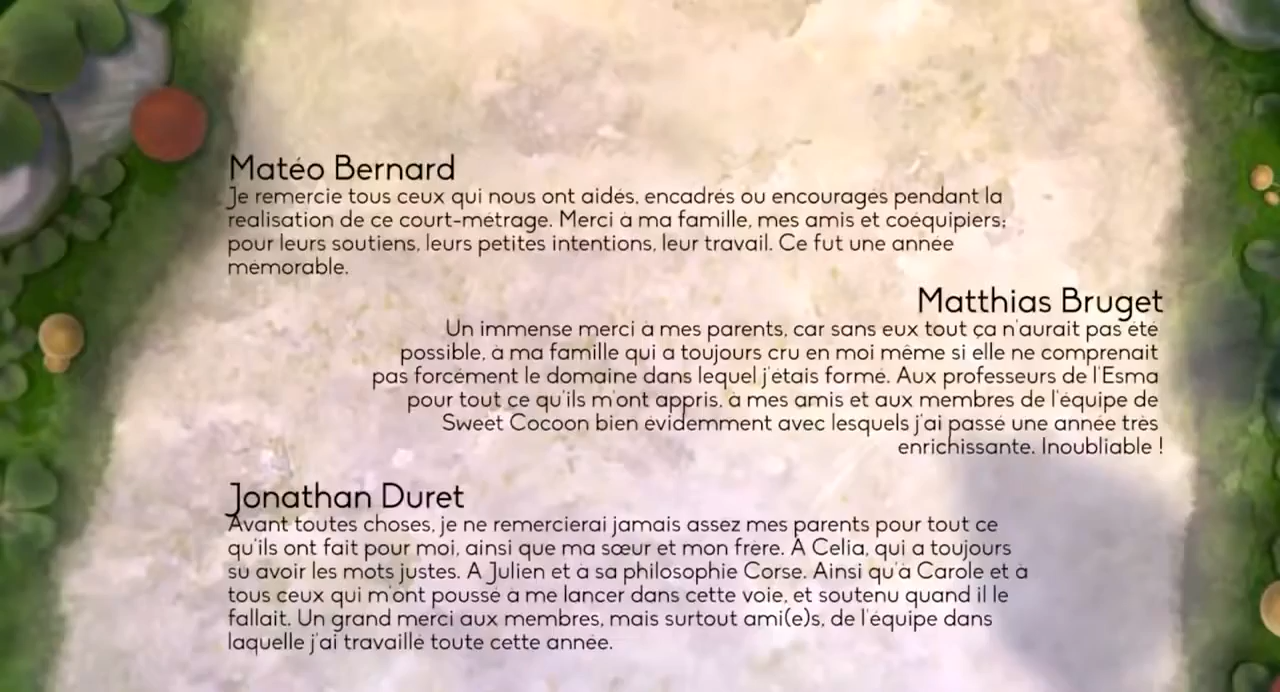 Matéo Bernard
Je remercie tous ceux qui nous ont aidés, encadrés ou encouragés pendant la
réalisation de ce court-métrage. Merci à ma famille, mes amis et coéquipiers;
pour leurs soutiens, leurs petites intentions, leur travail. Ce fut une année
mémorable.
Matthias Bruget
Un immense merci à mes parents, car sans eux tout ça n'aurait pas été
possible, à ma famille qui a toujours cru en moi même si elle ne comprenait
pas forcément le domaine dans lequel j'étais formé. Aux professeurs de l'Esma
pour tout ce qu'ils m'ont appris, à mes amis et aux membres de l'équipe de
Sweet Cocoon bien évidemment avec lesquels j'ai passé une année très
enrichissante. Inoubliable !
Jonathan Duret
Avant toutes choses, je ne remercierai jamais assez mes parents pour tout ce
qu'ils ont fait pour moi, ainsi que ma sœur et mon frère. À Celia, qui a toujours
su avoir les mots justes. A Julien et à sa philosophie Corse. Ainsi qu'à Carole et à
tous ceux qui m'ont poussé à me lancer dans cette voie, et soutenu quand il le
fallait. Un grand merci aux membres, mais surtout ami(e)s, de l'équipe dans
laquelle j'ai travaillé toute cette année.